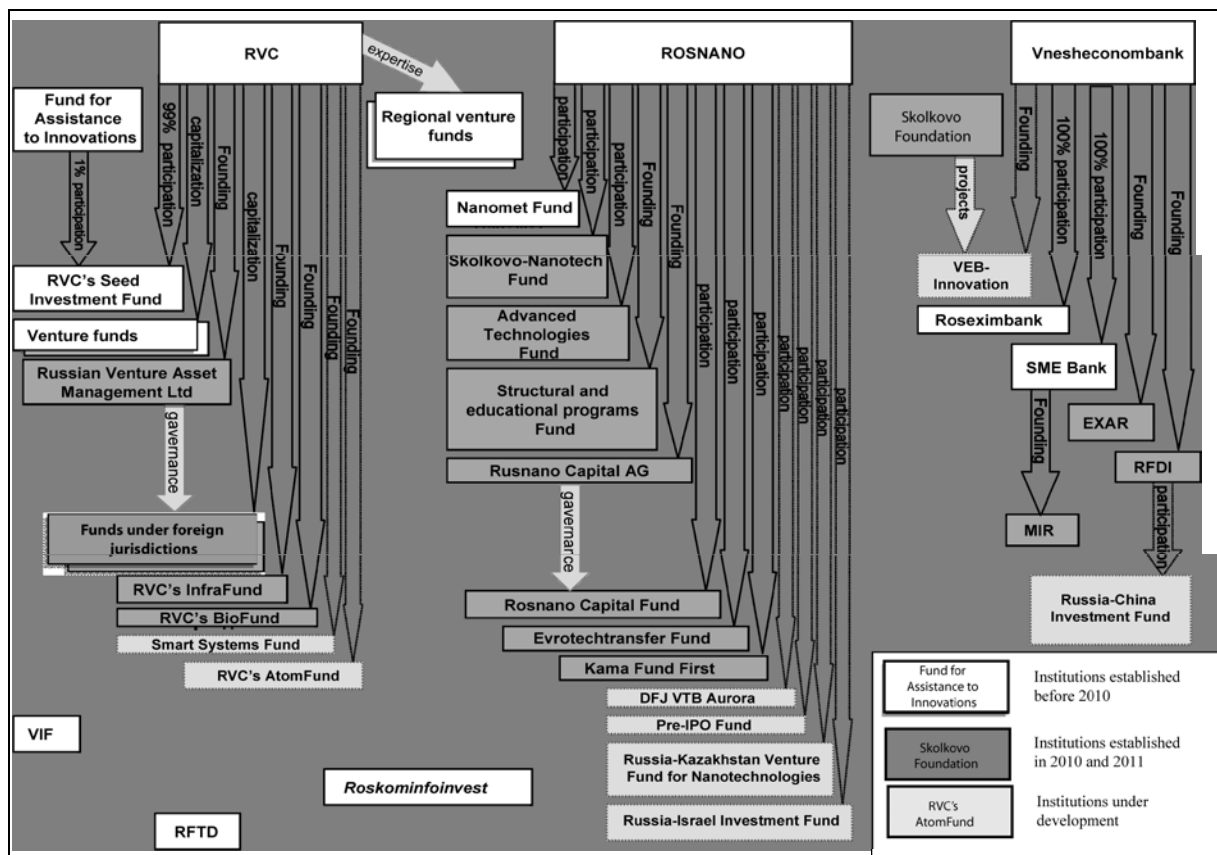 RVC
ROSNANO
Vnesheconombank
expertise
Fund for
Assistance
to Innovations
Regional venture
funds
Skolkovo
Foundation
1% participation
99% participation
capitalization
Founding
capitalization
Founding
Founding
Founding
Founding
participation
participation
participation
Founding
Founding
participation
participation
participation
participation
participation
participation
participation
projects
Founding
100% participation
100% participation
Founding
Founding
Nanomet Fund
Skolkovo-Nanotech
Fund
Advanced
Technologies
Fund
Structural and
educational programs
Fund
Rusnano Capital AG
RVC's Seed
Investment Fund
Venture funds
Russian Venture Asset
Management Ltd
gavernance
gavernance
VEB-
Innovation
Roseximbank
SME Bank
Founding
EXAR
RFDI
participation
MIR
Funds under foreign
jurisdictions
RVC's InfraFund
RVC's BioFund
Smart Systems Fund
RVC's AtomFund
Rosnano Capital Fund
Evrotechtransfer Fund
Kama Fund First
DFJ VTB Aurora
Pre-IPO Fund
Russia-Kazakhstan Venture
Fund for Nanotechnologies
Russia-Israel Investment Fund
Russia-China
Investment Fund
VIF
Roskominfoinvest
RFTD
Fund for
Assistance to
Innovations
Institutions established
before 2010
Skolkovo
Foundation
Institutions established
in 2010 and 2011
RVC's
AtomFund
Institutions under
development